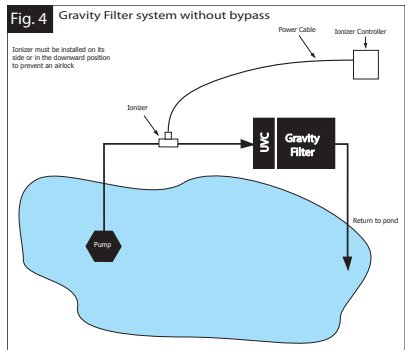 Fig. 4 Gravity Filter system without bypass
Ionizer must be installed on its
side or in the downward position
to prevent an airlock
Power Cable
Ionizer Controller
Ionizer
UVC
Gravity
Filter
Return to pond
Pump